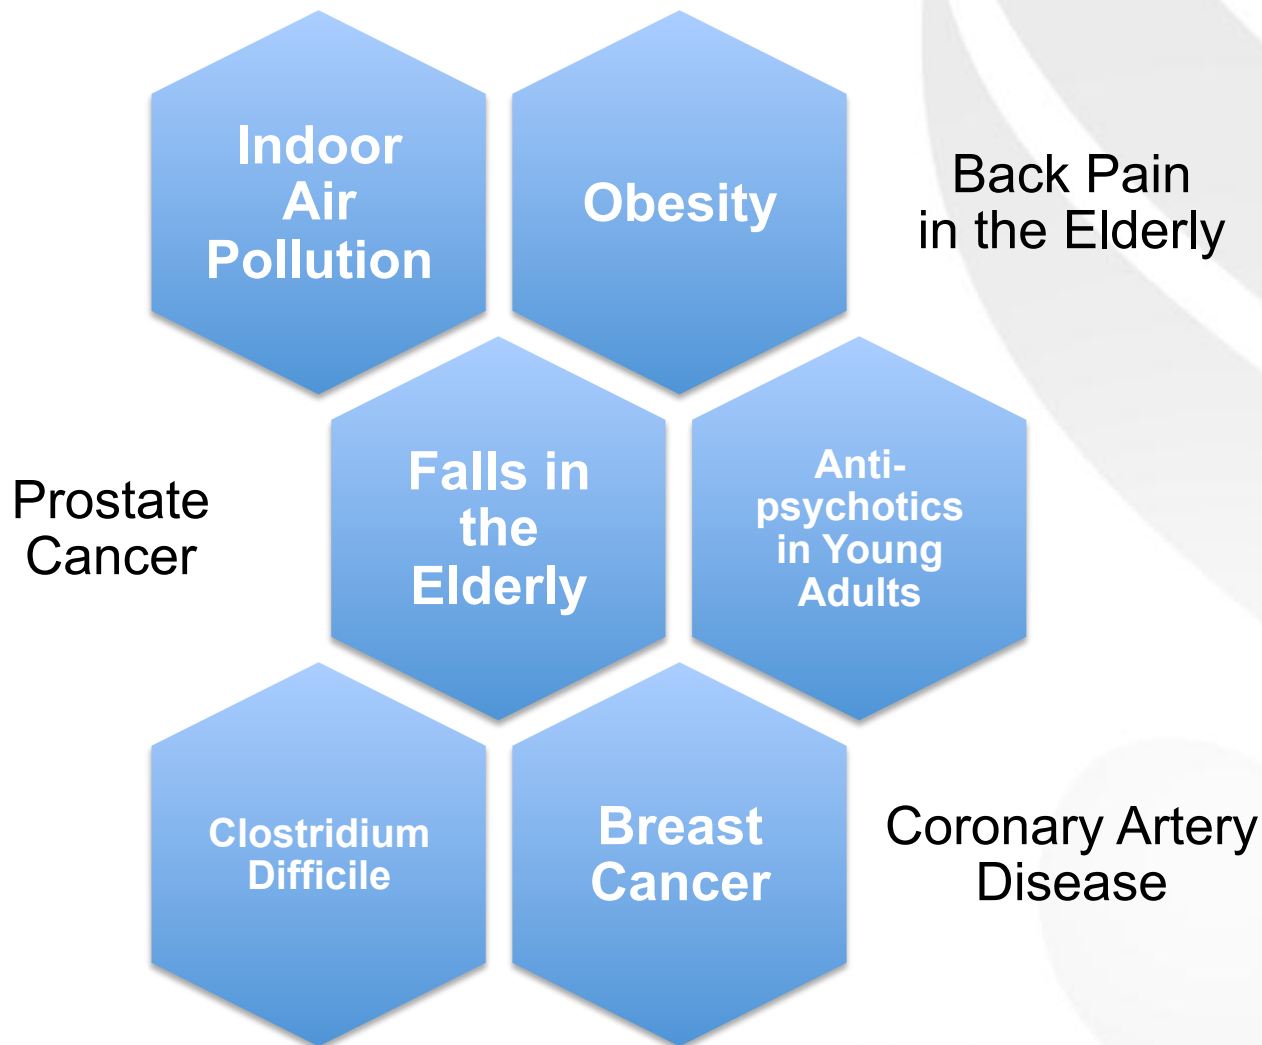 Indoor
Air
Pollution
Obesity
Back Pain
in the Elderly
Prostate
Cancer
Falls in
the
Elderly
Anti-
psychotics
in Young
Adults
Clostridium
Difficile
Breast
Cancer
Coronary Artery
Disease